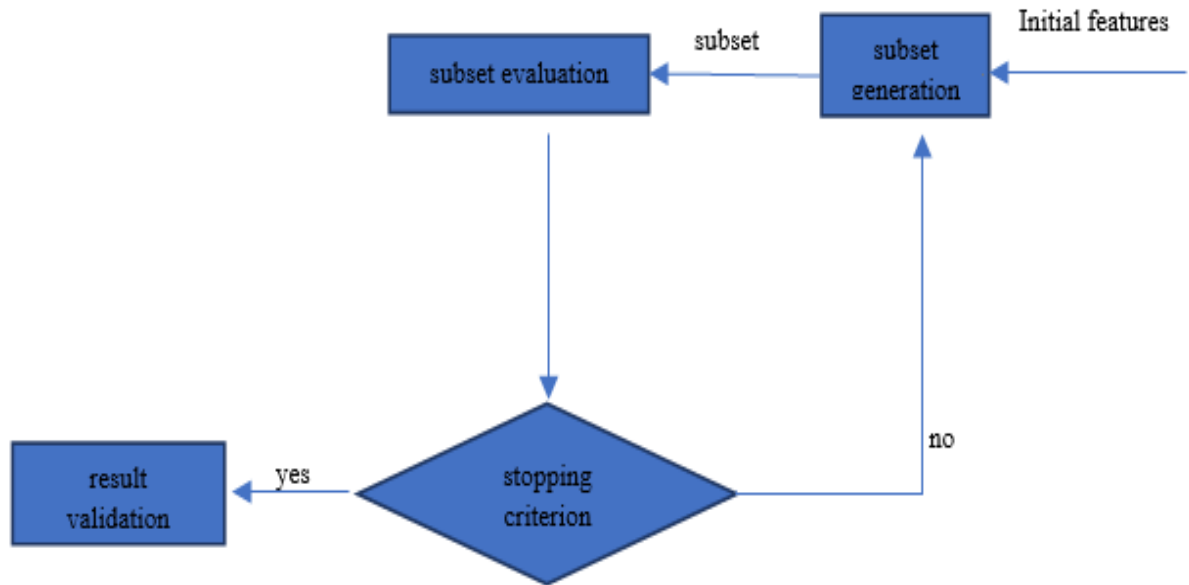 Initial features
subset
generation
subset
subset evaluation
stopping
criterion
no
yes
result
validation